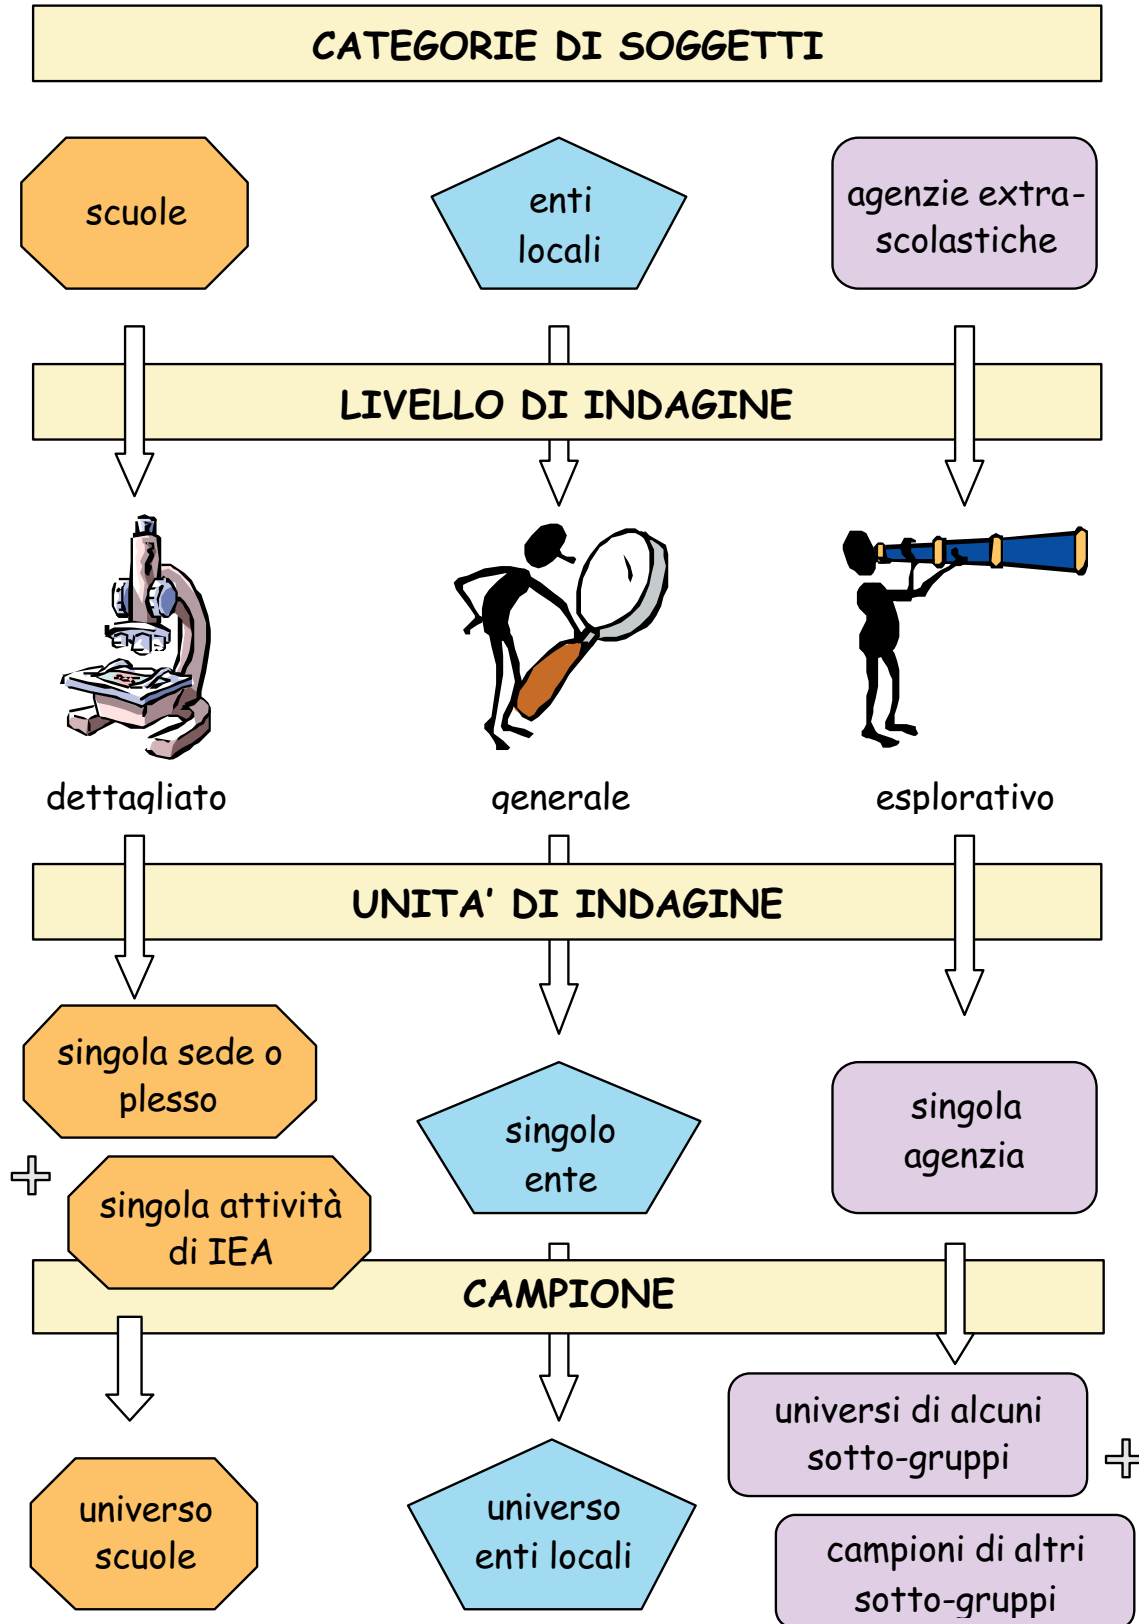 CATEGORIE DI SOGGETTI
scuole
enti
locali
agenzie extra-
scolastiche
LIVELLO DI INDAGINE
dettagliato
generale
esplorativo
UNITA’ DI INDAGINE
singola sede o
plesso
singola attività
di IEA
singolo
ente
singola
agenzia
CAMPIONE
universo
scuole
universo
enti locali
universi di alcuni
sotto-gruppi
campioni di altri
sotto-gruppi